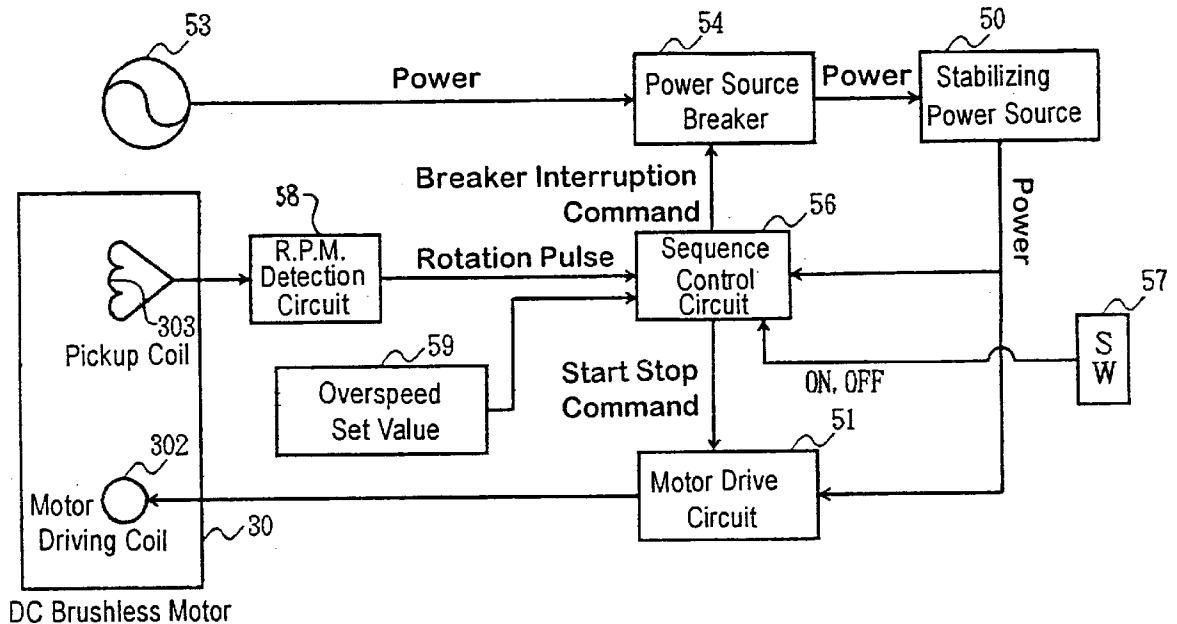 53
54
50
Power
Power Source
Breaker
Power
Stabilizing
Power Source
Breaker Interruption
Command
Power
58
56
R.P.M.
Detection
Circuit
Rotation Pulse
Sequence
Control
Circuit
57
S
W
303
Pickup Coil
59
Overspeed
Set Value
Start Stop
Command
ON, OFF
302
51
Motor
Driving Coil
Motor Drive
Circuit
30
DC Brushless Motor